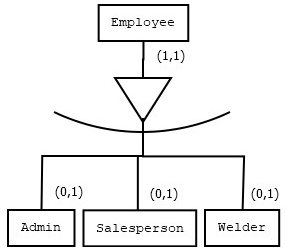 Employee
(1,1)
(0,1) (0,1) (0,1)
Admin Salesperson Welder